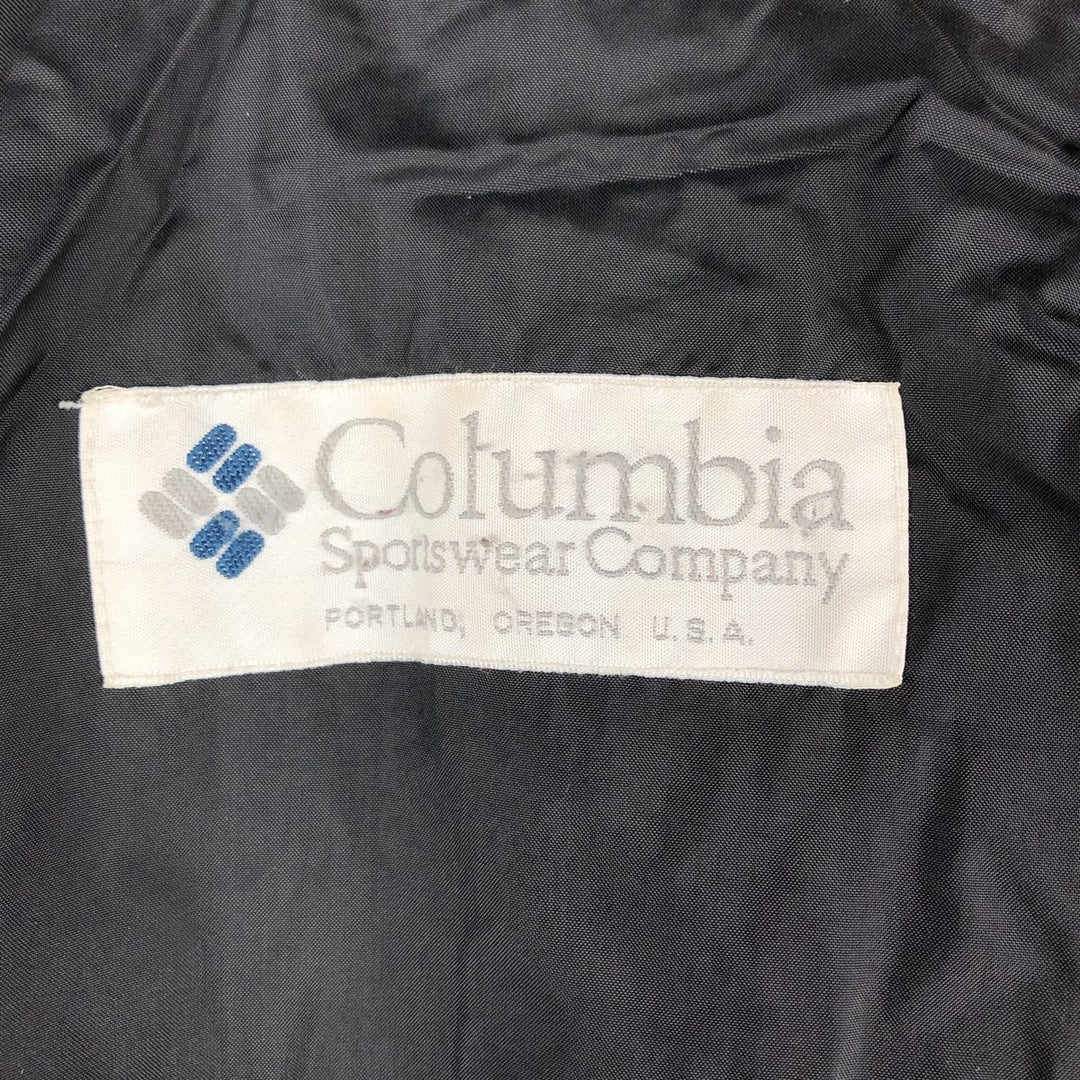 Columbia
Sportswear Company
PORTLAND, OREGON U.S.A.